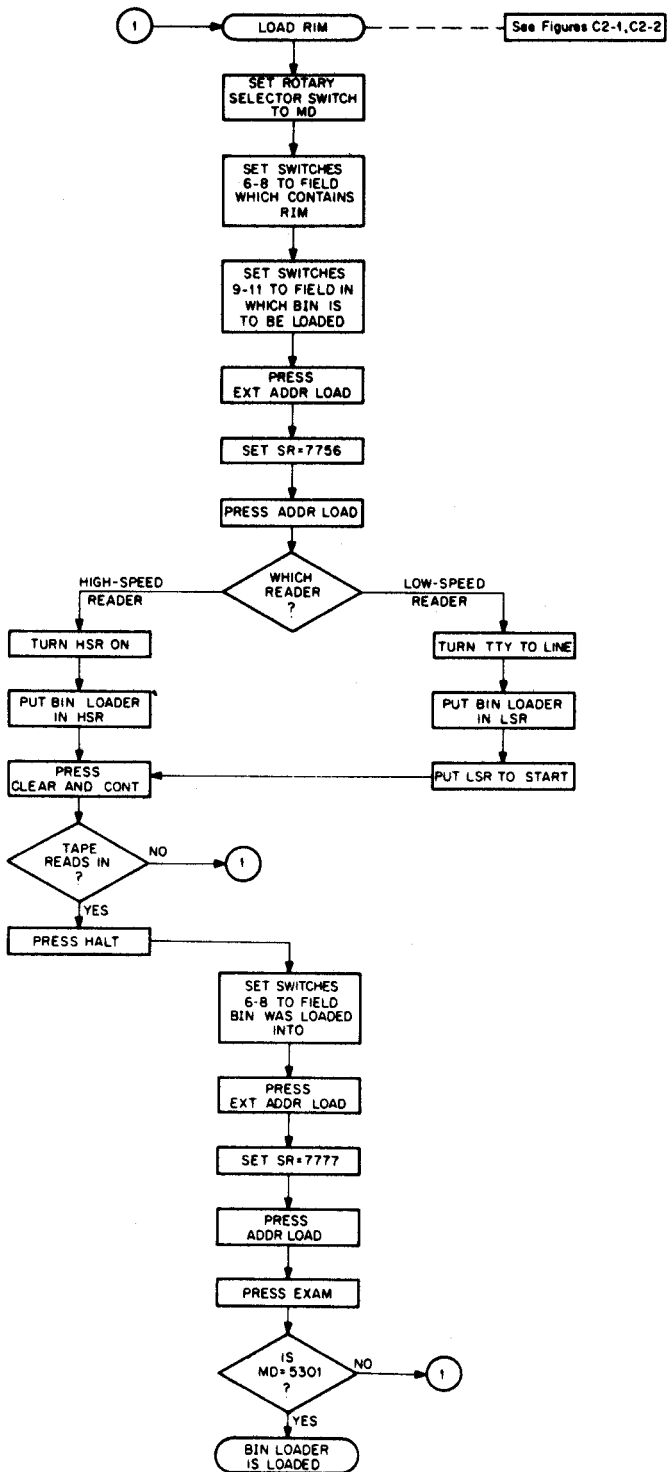 1
LOAD RIM
See Figures C2-1,C2-2
SET ROTARY
SELECTOR SWITCH
TO MD
SET SWITCHES
6-8 TO FIELD
WHICH CONTAINS
RIM
SET SWITCHES
9-11 TO FIELD IN
WHICH BIN IS
TO BE LOADED
PRESS
EXT ADDR LOAD
SET SR=7756
PRESS ADDR LOAD
WHICH
READER
?
HIGH-SPEED
READER
LOW-SPEED
READER
TURN HSR ON
TURN TTY TO LINE
PUT BIN LOADER
IN HSR
PUT BIN LOADER
IN LSR
PRESS
CLEAR AND CONT
PUT LSR TO START
TAPE
READS IN
?
NO
1
YES
PRESS HALT
SET SWITCHES
6-8 TO FIELD
BIN WAS LOADED
INTO
PRESS
EXT ADDR LOAD
SET SR=7777
PRESS
ADDR LOAD
PRESS EXAM
IS
MD=5301
?
NO
1
YES
BIN LOADER
IS LOADED